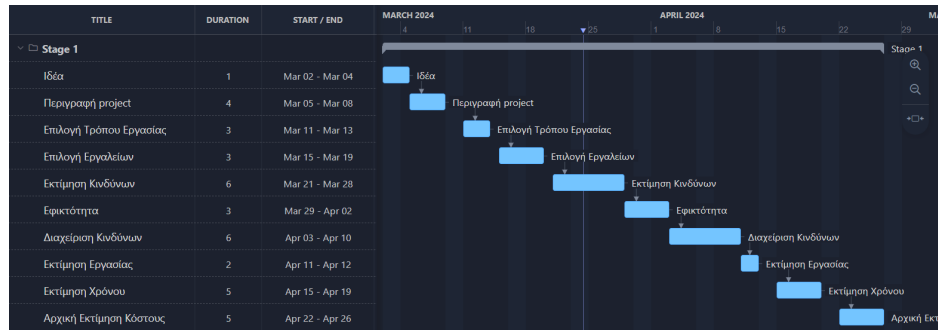 TITLE DURATION START / END MARCH 2024 APRIL 2024
4 11 18 25 1 8 15 22 29
Stage 1 Stage 1
Ιδέα 1 Mar 02 - Mar 04 Ιδέα
Περιγραφή project 4 Mar 05 - Mar 08 Περιγραφή project
Επιλογή Τρόπου Εργασίας 3 Mar 11 - Mar 13 Επιλογή Τρόπου Εργασίας
Επιλογή Εργαλείων 3 Mar 15 - Mar 19 Επιλογή Εργαλείων
Εκτίμηση Κινδύνων 6 Mar 21 - Mar 28 Εκτίμηση Κινδύνων
Εφικτότητα 3 Mar 29 - Apr 02 Εφικτότητα
Διαχείριση Κινδύνων 6 Apr 03 - Apr 10 Διαχείριση Κινδύνων
Εκτίμηση Εργασίας 2 Apr 11 - Apr 12 Εκτίμηση Εργασίας
Εκτίμηση Χρόνου 5 Apr 15 - Apr 19 Εκτίμηση Χρόνου
Αρχική Εκτίμηση Κόστους 5 Apr 22 - Apr 26 Αρχική